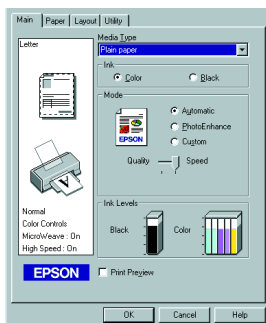 Main Paper Layout Utility
Letter
Media Type
Plain paper
Ink
Color Black
Mode
Automatic
PhotoEnhance
Custom
EPSON
Quality Speed
A
Normal
Color Controls
MicroWeave : On
High Speed : On
Ink Levels
Black Color
EPSON
Print Preview
OK Cancel Help